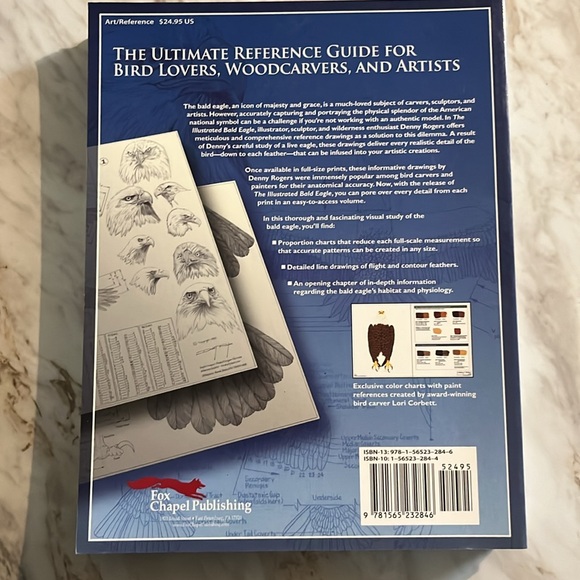 Art/Reference $24.95 US
THE ULTIMATE REFERENCE GUIDE FOR
BIRD LOVERS, WOODCARVERS, AND ARTISTS
The bald eagle, an icon of majesty and grace, is a much-loved subject of carvers, sculptors, and
artists. However, accurately capturing and portraying the physical splendor of the American
national symbol can be a challenge if you're not working with an authentic model. In The
Illustrated Bald Eagle, illustrator, sculptor, and wilderness enthusiast Denny Rogers offers
meticulous and comprehensive reference drawings as a solution to this dilemma. A result
of Denny's careful study of a live eagle, these drawings deliver every realistic detail of the
bird—down to each feather—that can be infused into your artistic creations.
Once available in full-size prints, these informative drawings by
Denny Rogers were immensely popular among bird carvers and
painters for their anatomical accuracy. Now, with the release of
The Illustrated Bald Eagle, you can pore over every detail from each
print in an easy-to-access volume.
In this thorough and fascinating visual study of the
bald eagle, you'll find:
■ Proportion charts that reduce each full-scale measurement so
that accurate patterns can be created in any size.
■ Detailed line drawings of flight and contour feathers.
■ An opening chapter of in-depth information
regarding the bald eagle's habitat and physiology.
Exclusive color charts with paint
references created by award-winning
bird carver Lori Corbett.
ISBN-13: 978-1-56523-284-6
ISBN-10: 1-56523-284-4
52495
9 781565 232846
Fox
Chapel Publishing
Underside